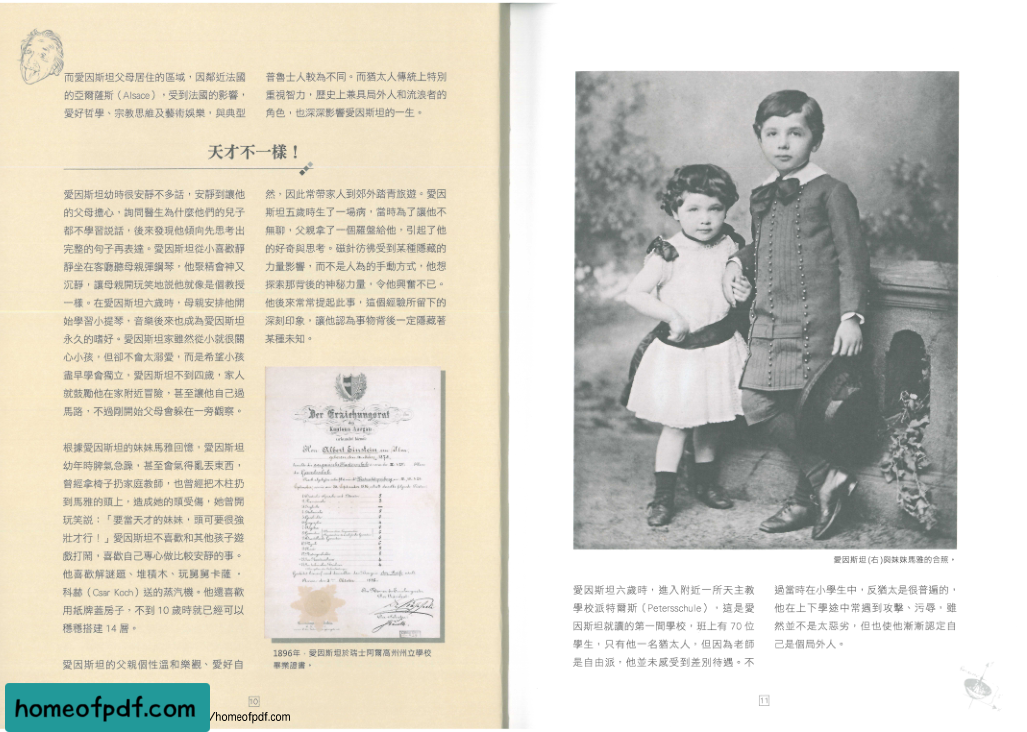 而愛因斯坦父母居住的區域，因鄰近法國
的亞爾薩斯（Alsace），受到法國的影響，
愛好哲學、宗教思維及藝術娛樂，與典型
普魯士人較為不同。而猶太人傳統上特別
重視智力，歷史上兼具局外人和流浪者的
角色，也深深影響愛因斯坦的一生。
天才不一樣！
愛因斯坦幼時很安靜不多話，安靜到讓他
的父母擔心，詢問醫生為什麼他們的兒子
都不學習說話，後來發現他傾向先思考出
完整的句子再表達。愛因斯坦從小喜歡靜
靜坐在客廳聽母親彈鋼琴，他聚精會神又
沉靜，讓母親開玩笑地說他就像是個教授
一樣。在愛因斯坦六歲時，母親安排他開
始學習小提琴，音樂後來也成為愛因斯坦
永久的嗜好。愛因斯坦家雖然從小就很關
心小孩，但卻不會太溺愛，而是希望小孩
盡早學會獨立。愛因斯坦不到四歲，家人
就鼓勵他在家附近冒險，甚至讓他自己過
馬路，不過剛開始父母會躲在一旁觀察。
根據愛因斯坦的妹妹馬雅回憶，愛因斯坦
幼年時脾氣急躁，甚至會氣得亂丟東西，
曾經拿椅子扔家庭教師，也曾經把木柱扔
到馬雅的頭上，造成她的頭受傷，她曾開
玩笑說：「要當天才的妹妹，頭可要很強
壯才行！」愛因斯坦不喜歡和其他孩子遊
戲打鬧，喜歡自己專心做比較安靜的事。
他喜歡解謎題、堆積木、玩舅舅卡薩，
科赫（Csar Koch）送的蒸汽機。他還喜歡
用紙牌蓋房子，不到 10 歲時就已經可以
穩穩搭建 14 層。
愛因斯坦的父親個性溫和樂觀、愛好自
然，因此常帶家人到郊外踏青旅遊。愛因
斯坦五歲時生了一場病，當時為了讓他不
無聊，父親拿了一個羅盤給他，引起了他
的好奇與思考。磁針彷彿受到某種隱藏的
力量影響，而不是人為的手動方式，他想
探索那背後的神秘力量，令他興奮不已。
他後來常常提起此事，這個經驗所留下的
深刻印象，讓他認為事物背後一定隱藏著
某種未知。
Der Erziehungsrat
des
Kantons Aargau
urkundet hiemit:
1896年，愛因斯坦於瑞士阿爾高州州立學校
畢業證書。
10
homeofpdf.com
/homeofpdf.com
愛因斯坦(右)與妹妹馬雅的合照。
愛因斯坦六歲時，進入附近一所天主教
學校派特爾斯（Petersschule），這是愛
因斯坦就讀的第一間學校，班上有 70 位
學生，只有他一名猶太人，但因為老師
是自由派，他並未感受到差別待遇。不
過當時在小學生中，反猶太是很普遍的，
他在上下學途中常遇到攻擊、污辱，雖
然並不是太惡劣，但也使他漸漸認定自
己是個局外人。
11